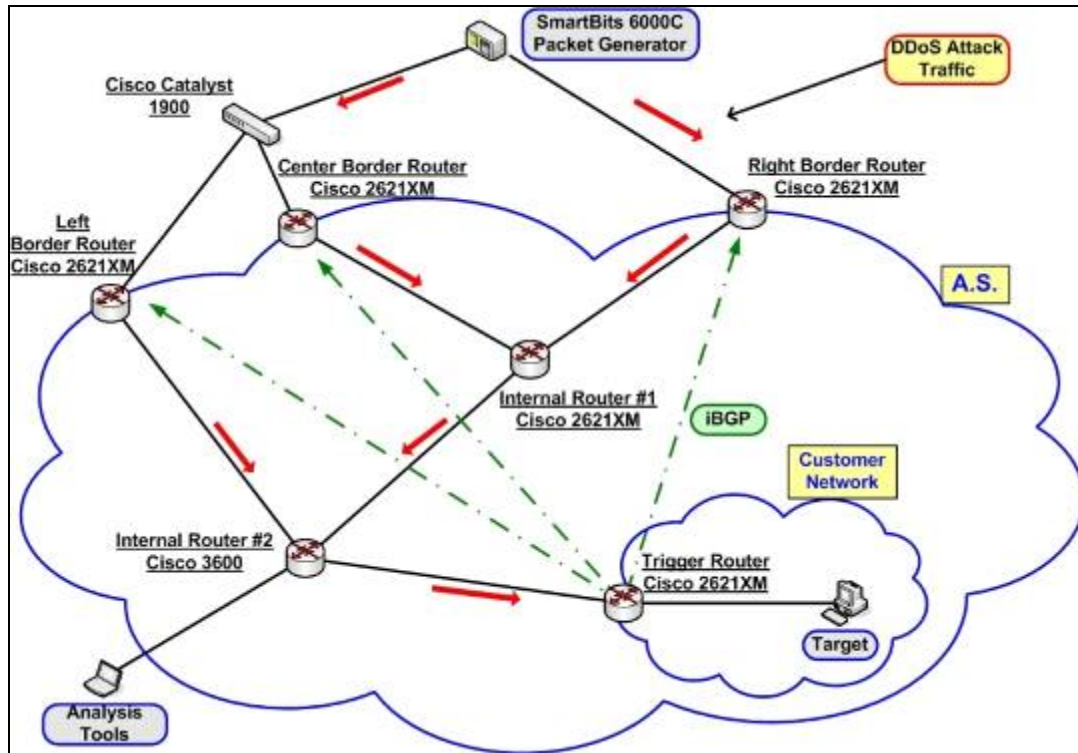 SmartBits 6000C
Packet Generator
DDoS Attack
Traffic
Cisco Catalyst
1900
Center Border Router
Cisco 2621XM
Right Border Router
Cisco 2621XM
Left
Border Router
Cisco 2621XM
A.S.
Internal Router #1
Cisco 2621XM
iBGP
Customer
Network
Internal Router #2
Cisco 3600
Trigger Router
Cisco 2621XM
Target
Analysis
Tools